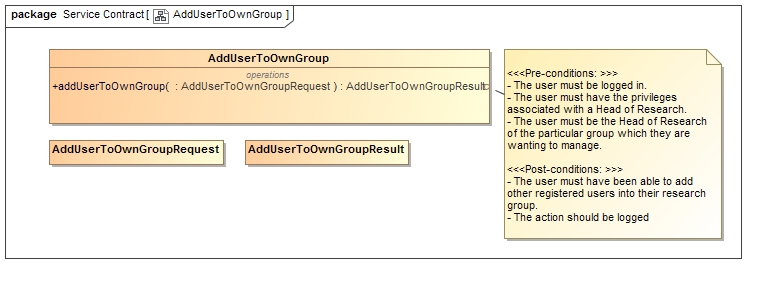 package Service Contract [ AddUserToOwnGroup ]
AddUserToOwnGroup
operations
+addUserToOwnGroup( : AddUserToOwnGroupRequest ) : AddUserToOwnGroupResult
AddUserToOwnGroupRequest
AddUserToOwnGroupResult
<<<Pre-conditions: >>>
- The user must be logged in.
- The user must have the privileges
associated with a Head of Research.
- The user must be the Head of Research
of the particular group which they are
wanting to manage.
<<<Post-conditions: >>>
- The user must have been able to add
other registered users into their research
group.
- The action should be logged